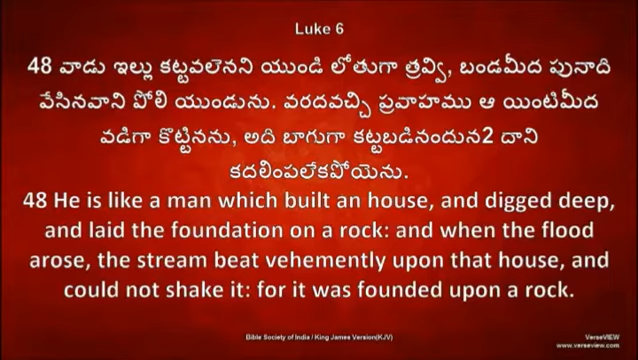 Luke 6
48 వాడు ఇల్లు కట్టవలెనని యుండి లోతుగా త్రవ్వి, బండమీద పునాది
వేసినవాని పోలి యుండును. వరదవచ్చి ప్రవాహము ఆ యింటిమీద
వడిగా కొట్టినను, అది బాగుగా కట్టబడినందున2 దాని
కదలింపలేకపోయెను.
48 He is like a man which built an house, and digged deep,
and laid the foundation on a rock: and when the flood
arose, the stream beat vehemently upon that house, and
could not shake it: for it was founded upon a rock.
Bible Society of India / King James Version(KJV)
VerseVIEW
www.verseview.com